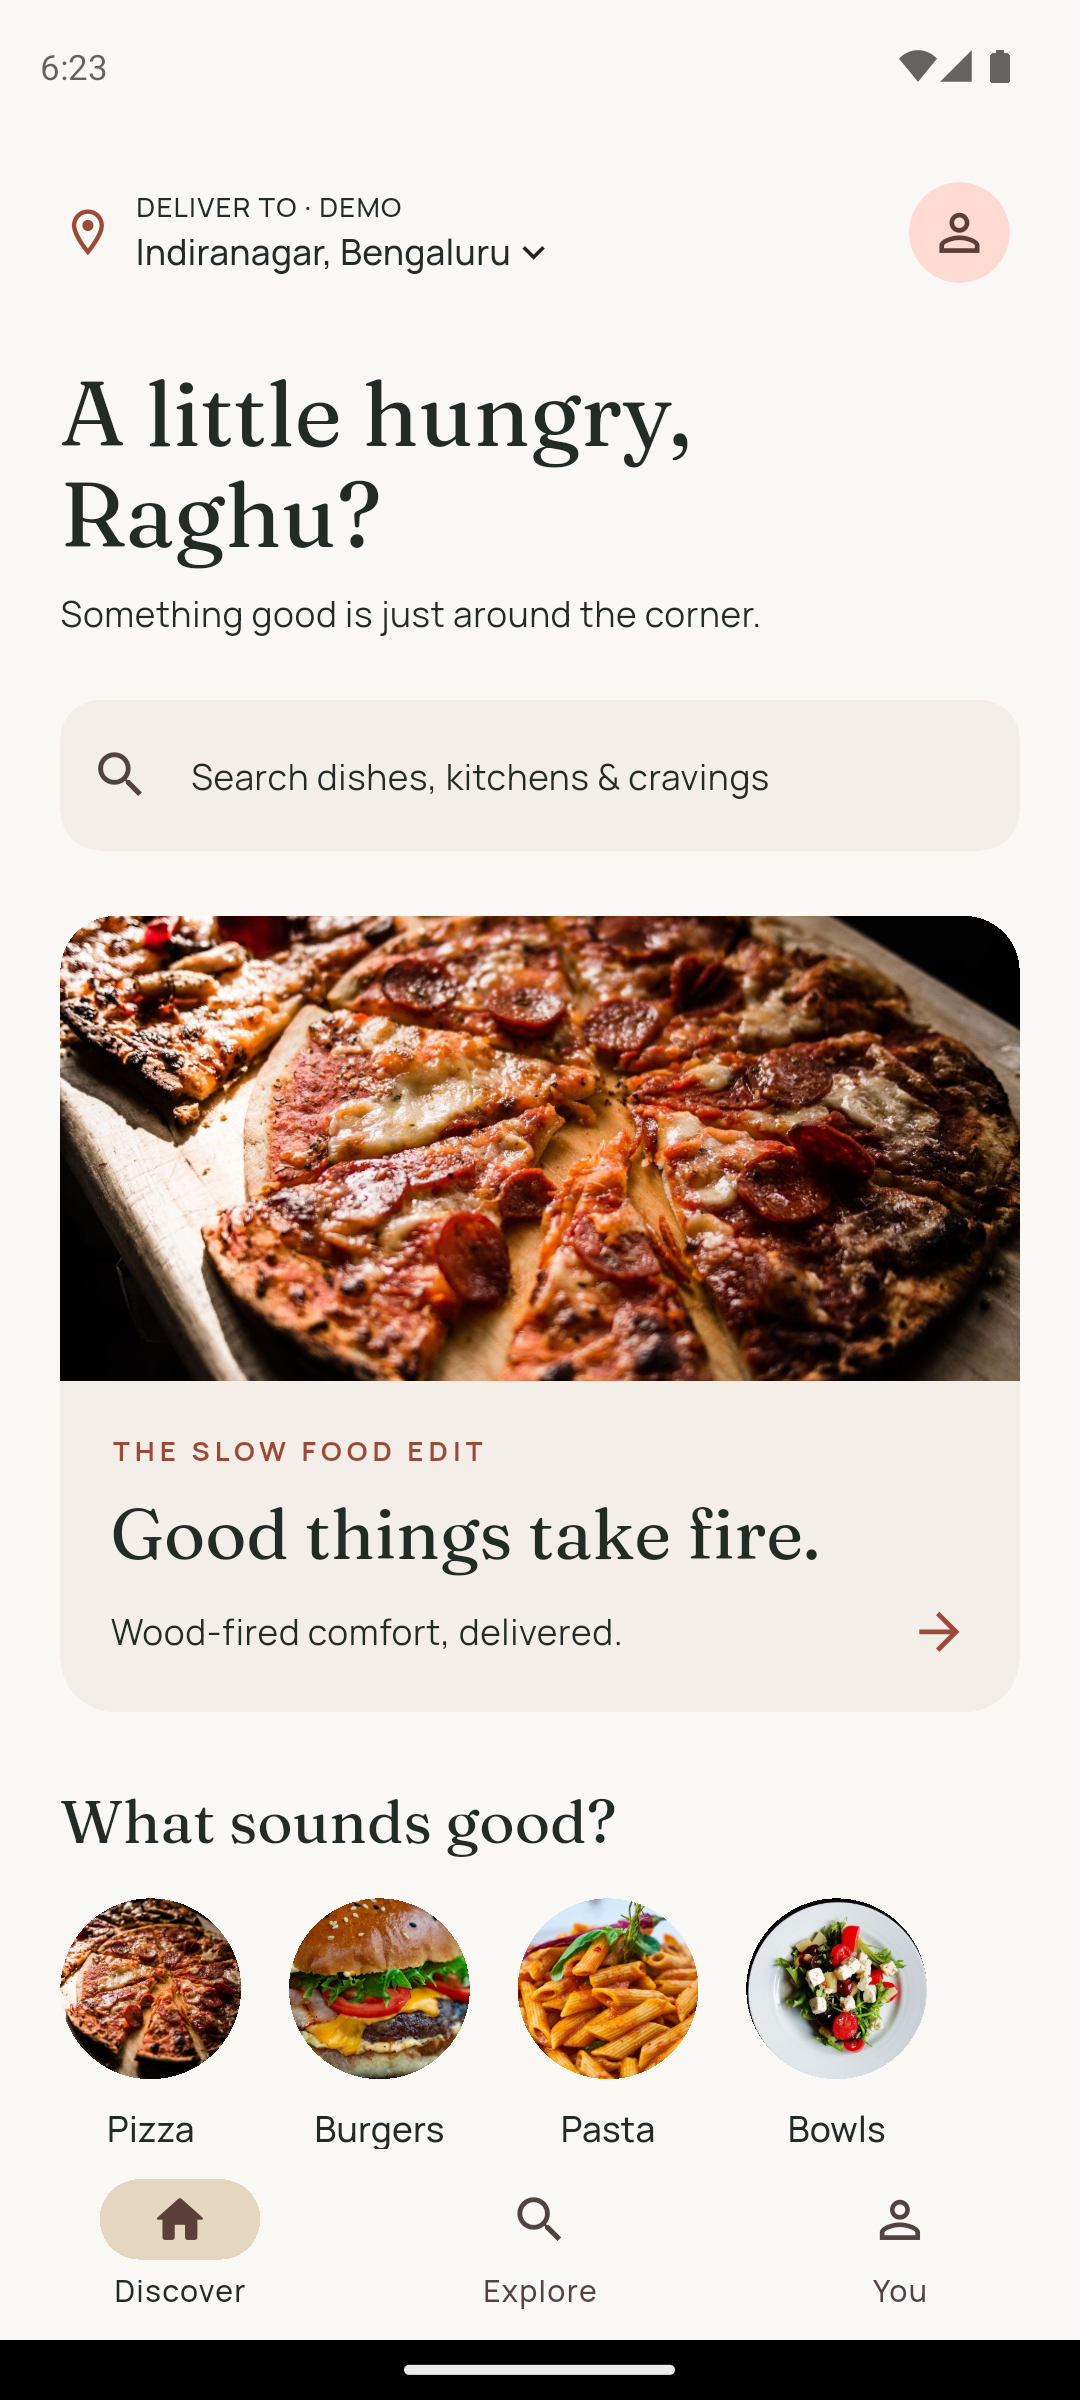 6:23
DELIVER TO · DEMO
Indiranagar, Bengaluru
A little hungry,
Raghu?
Something good is just around the corner.
Search dishes, kitchens & cravings
THE SLOW FOOD EDIT
Good things take fire.
Wood-fired comfort, delivered.
What sounds good?
Pizza Burgers Pasta Bowls
Discover Explore You